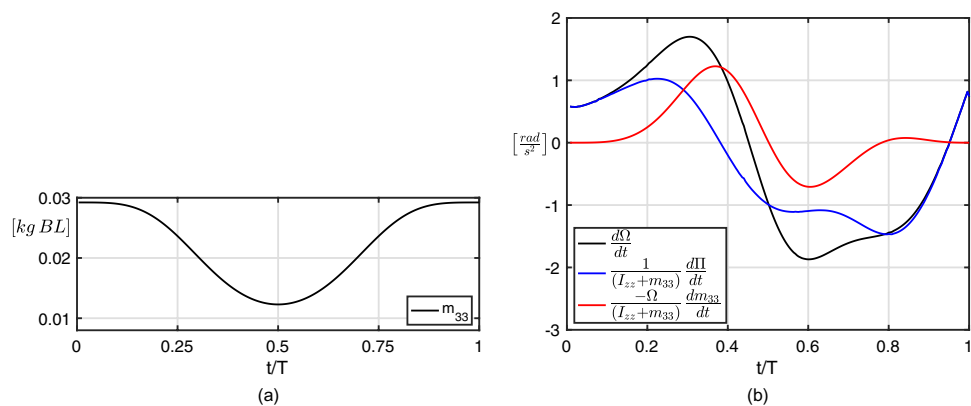 0.03
[kg BL]
0.02
0.01
m33
0 0.25 0.5 0.75 1
t/T
(a)
2
1
[rad/s²] 0
-1
-2
-3
dΩ/dt
1/(Izz+m33) dΠ/dt
-Ω/(Izz+m33) dm33/dt
0 0.2 0.4 0.6 0.8 1
t/T
(b)